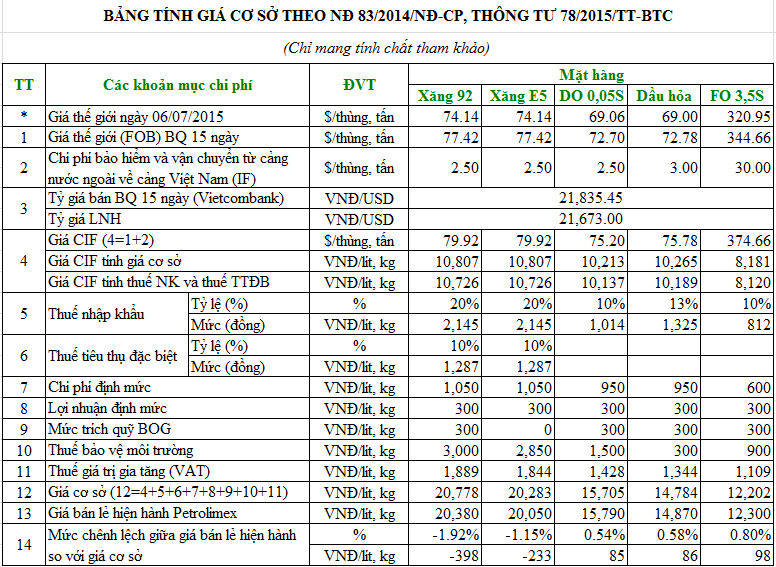 BẢNG TÍNH GIÁ CƠ SỞ THEO NĐ 83/2014/NĐ-CP, THÔNG TƯ 78/2015/TT-BTC
(Chỉ mang tính chất tham khảo)
TT Các khoản mục chi phí ĐVT Mặt hàng
Xăng 92 Xăng E5 DO 0,05S Dầu hỏa FO 3,5S
* Giá thế giới ngày 06/07/2015 $/thùng, tấn 74.14 74.14 69.06 69.00 320.95
1 Giá thế giới (FOB) BQ 15 ngày $/thùng, tấn 77.42 77.42 72.70 72.78 344.66
2 Chi phí bảo hiểm và vận chuyển từ cảng nước ngoài về cảng Việt Nam (IF) $/thùng, tấn 2.50 2.50 2.50 3.00 30.00
3 Tỷ giá bán BQ 15 ngày (Vietcombank) VNĐ/USD 21,835.45
Tỷ giá LNH VNĐ/USD 21,673.00
4 Giá CIF (4=1+2) $/thùng, tấn 79.92 79.92 75.20 75.78 374.66
Giá CIF tính giá cơ sở VNĐ/lít, kg 10,807 10,807 10,213 10,265 8,181
Giá CIF tính thuế NK và thuế TTĐB VNĐ/lít, kg 10,726 10,726 10,137 10,189 8,120
5 Thuế nhập khẩu Tỷ lệ (%) % 20% 20% 10% 13% 10%
Mức (đồng) VNĐ/lít, kg 2,145 2,145 1,014 1,325 812
6 Thuế tiêu thụ đặc biệt Tỷ lệ (%) % 10% 10%
Mức (đồng) VNĐ/lít, kg 1,287 1,287
7 Chi phí định mức VNĐ/lít, kg 1,050 1,050 950 950 600
8 Lợi nhuận định mức VNĐ/lít, kg 300 300 300 300 300
9 Mức trích quỹ BOG VNĐ/lít, kg 300 0 300 300 300
10 Thuế bảo vệ môi trường VNĐ/lít, kg 3,000 2,850 1,500 300 900
11 Thuế giá trị gia tăng (VAT) VNĐ/lít, kg 1,889 1,844 1,428 1,344 1,109
12 Giá cơ sở (12=4+5+6+7+8+9+10+11) VNĐ/lít, kg 20,778 20,283 15,705 14,784 12,202
13 Giá bán lẻ hiện hành Petrolimex VNĐ/lít, kg 20,380 20,050 15,790 14,870 12,300
14 Mức chênh lệch giữa giá bán lẻ hiện hành % -1.92% -1.15% 0.54% 0.58% 0.80%
so với giá cơ sở VNĐ/lít, kg -398 -233 85 86 98